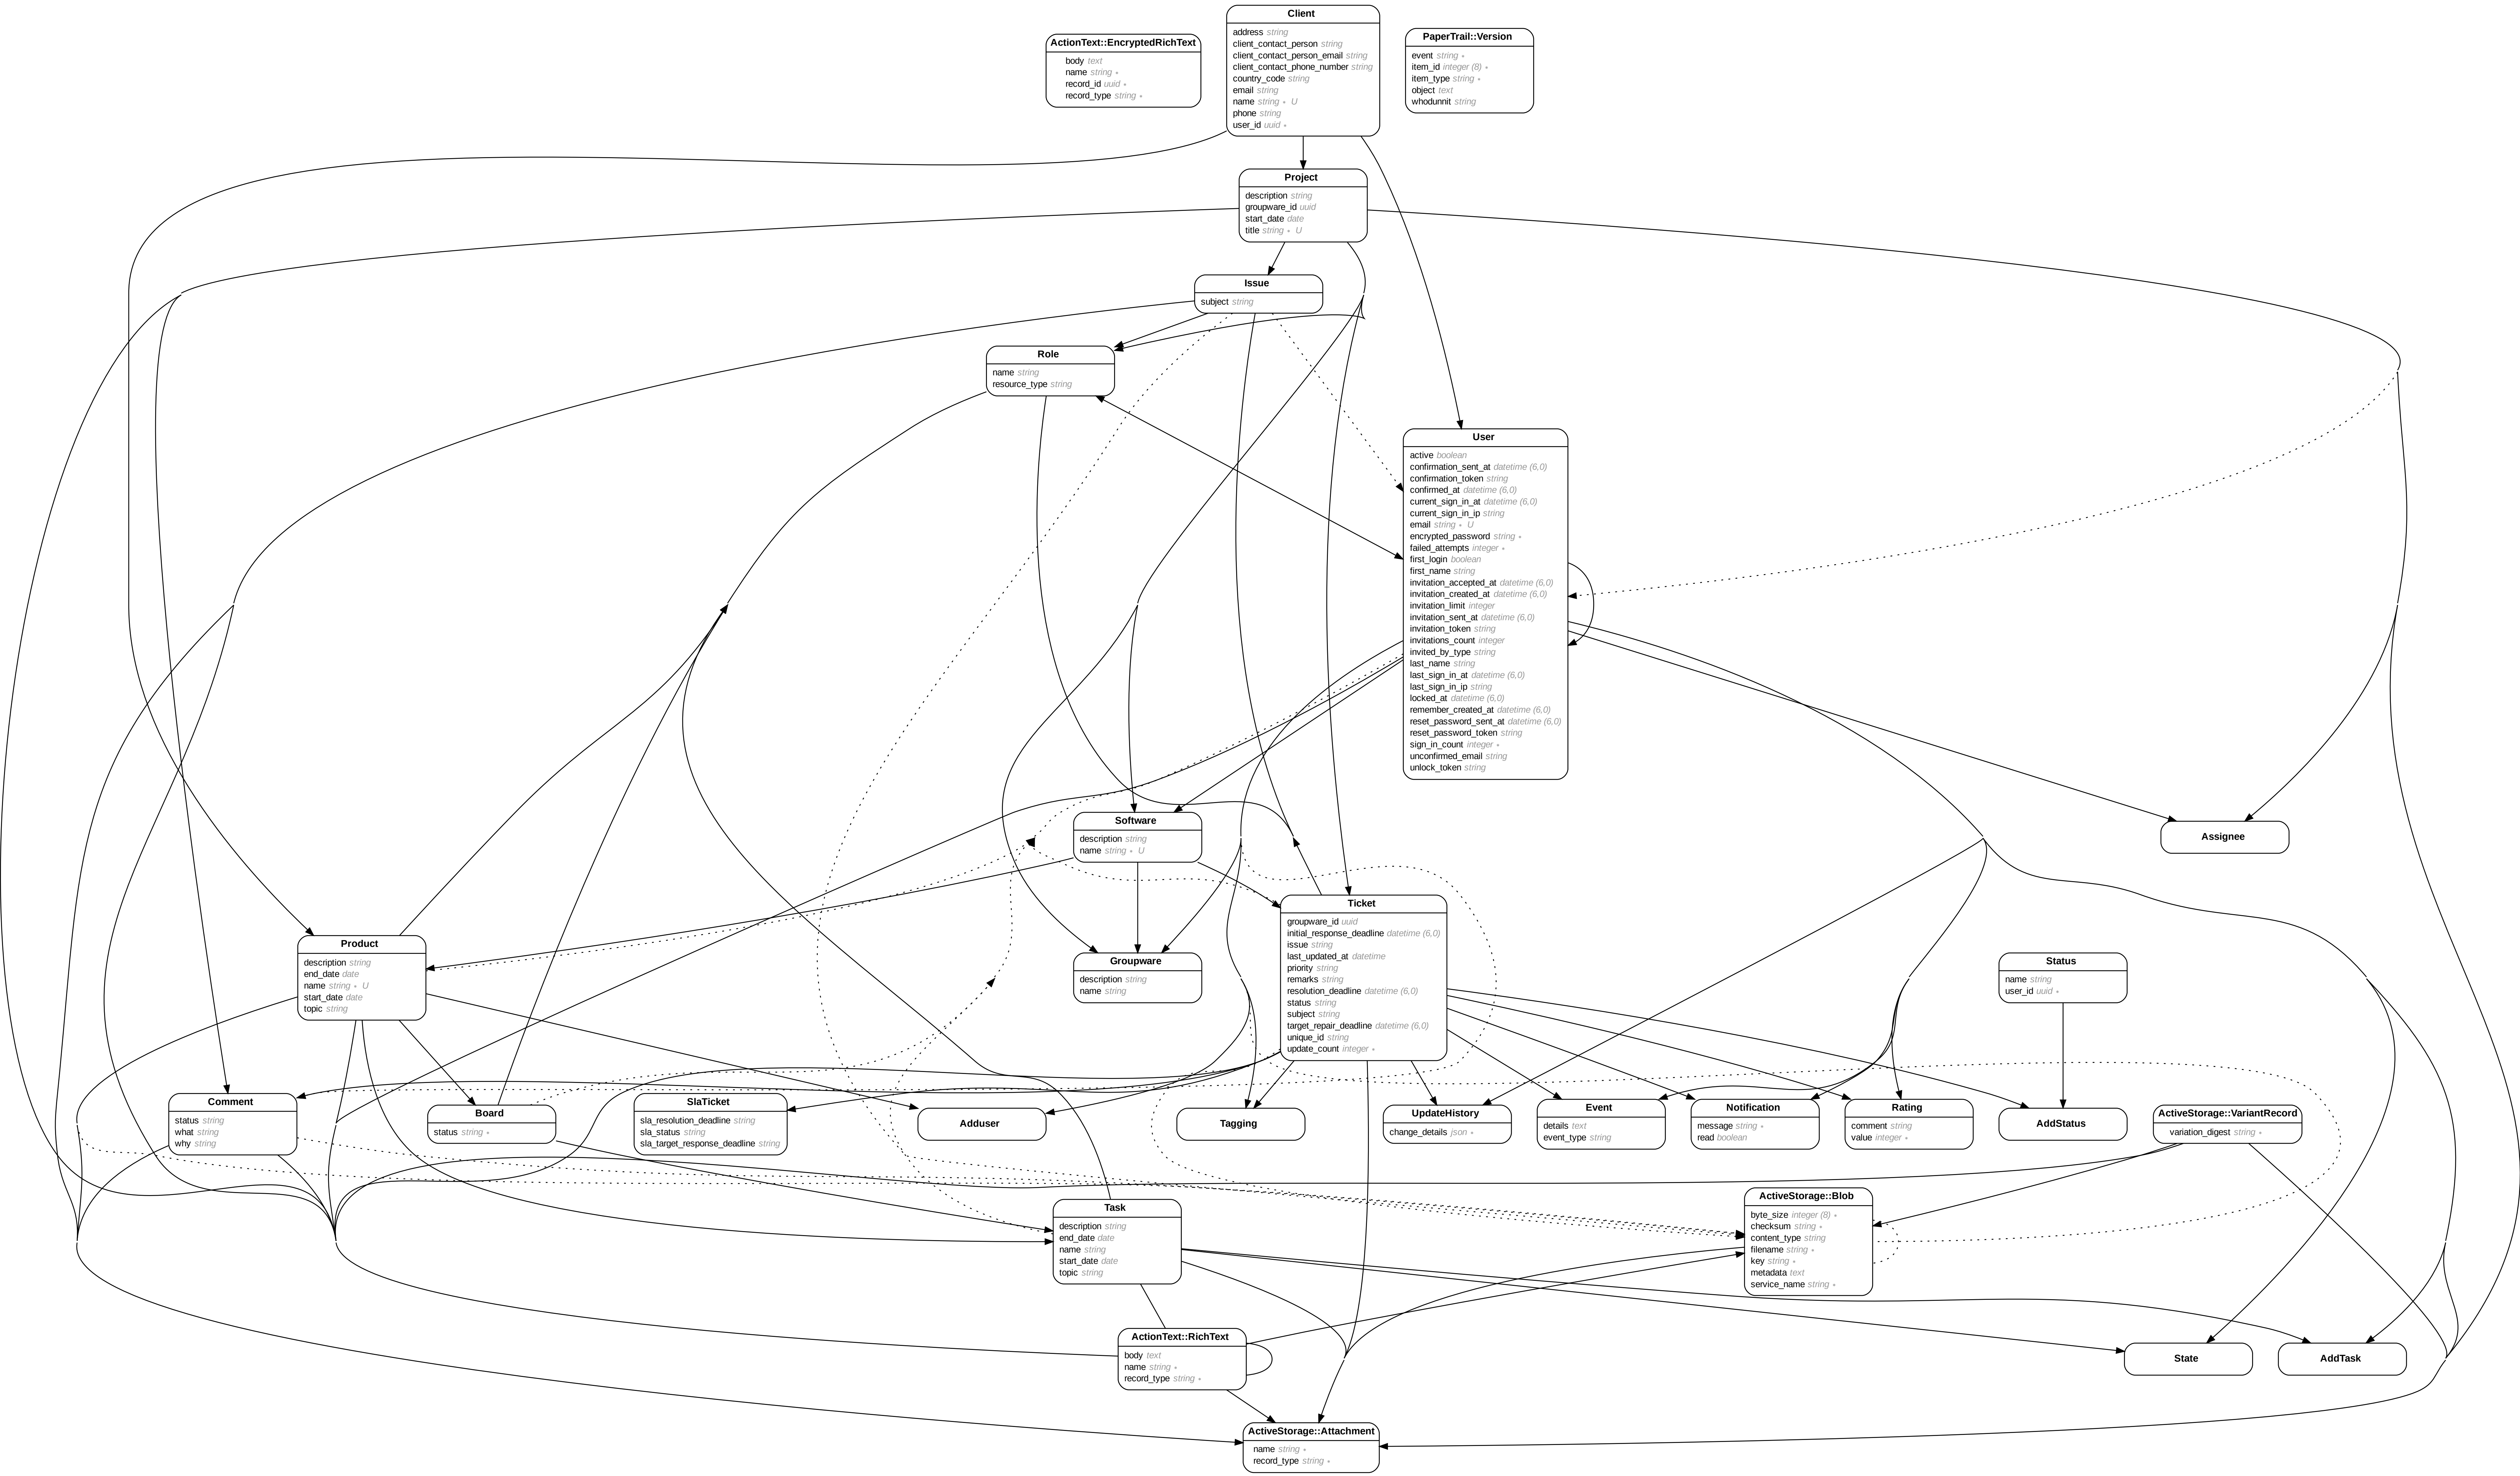 Client
address string
client_contact_person string
client_contact_person_email string
client_contact_phone_number string
country_code string
email string
name string ∗ U
phone string
user_id uuid ∗
ActionText::EncryptedRichText
body text
name string ∗
record_id uuid ∗
record_type string ∗
PaperTrail::Version
event string ∗
item_id integer (8) ∗
item_type string ∗
object text
whodunnit string
Project
description string
groupware_id uuid
start_date date
title string ∗ U
Issue
subject string
Role
name string
resource_type string
User
active boolean
confirmation_sent_at datetime (6,0)
confirmation_token string
confirmed_at datetime (6,0)
current_sign_in_at datetime (6,0)
current_sign_in_ip string
email string ∗ U
encrypted_password string ∗
failed_attempts integer ∗
first_login boolean
first_name string
invitation_accepted_at datetime (6,0)
invitation_created_at datetime (6,0)
invitation_limit integer
invitation_sent_at datetime (6,0)
invitation_token string
invitations_count integer
invited_by_type string
last_name string
last_sign_in_at datetime (6,0)
last_sign_in_ip string
locked_at datetime (6,0)
remember_created_at datetime (6,0)
reset_password_sent_at datetime (6,0)
reset_password_token string
sign_in_count integer ∗
unconfirmed_email string
unlock_token string
Software
description string
name string ∗ U
Assignee
Ticket
groupware_id uuid
initial_response_deadline datetime (6,0)
issue string
last_updated_at datetime
priority string
remarks string
resolution_deadline datetime (6,0)
status string
subject string
target_repair_deadline datetime (6,0)
unique_id string
update_count integer ∗
Product
description string
end_date date
name string ∗ U
start_date date
topic string
Groupware
description string
name string
Status
name string
user_id uuid ∗
Comment
status string
what string
why string
Board
status string ∗
SlaTicket
sla_resolution_deadline string
sla_status string
sla_target_response_deadline string
Adduser
Tagging
UpdateHistory
change_details json ∗
Event
details text
event_type string
Notification
message string ∗
read boolean
Rating
comment string
value integer ∗
AddStatus
ActiveStorage::VariantRecord
variation_digest string ∗
Task
description string
end_date date
name string
start_date date
topic string
ActiveStorage::Blob
byte_size integer (8) ∗
checksum string ∗
content_type string
filename string ∗
key string ∗
metadata text
service_name string ∗
ActionText::RichText
body text
name string ∗
record_type string ∗
State
AddTask
ActiveStorage::Attachment
name string ∗
record_type string ∗